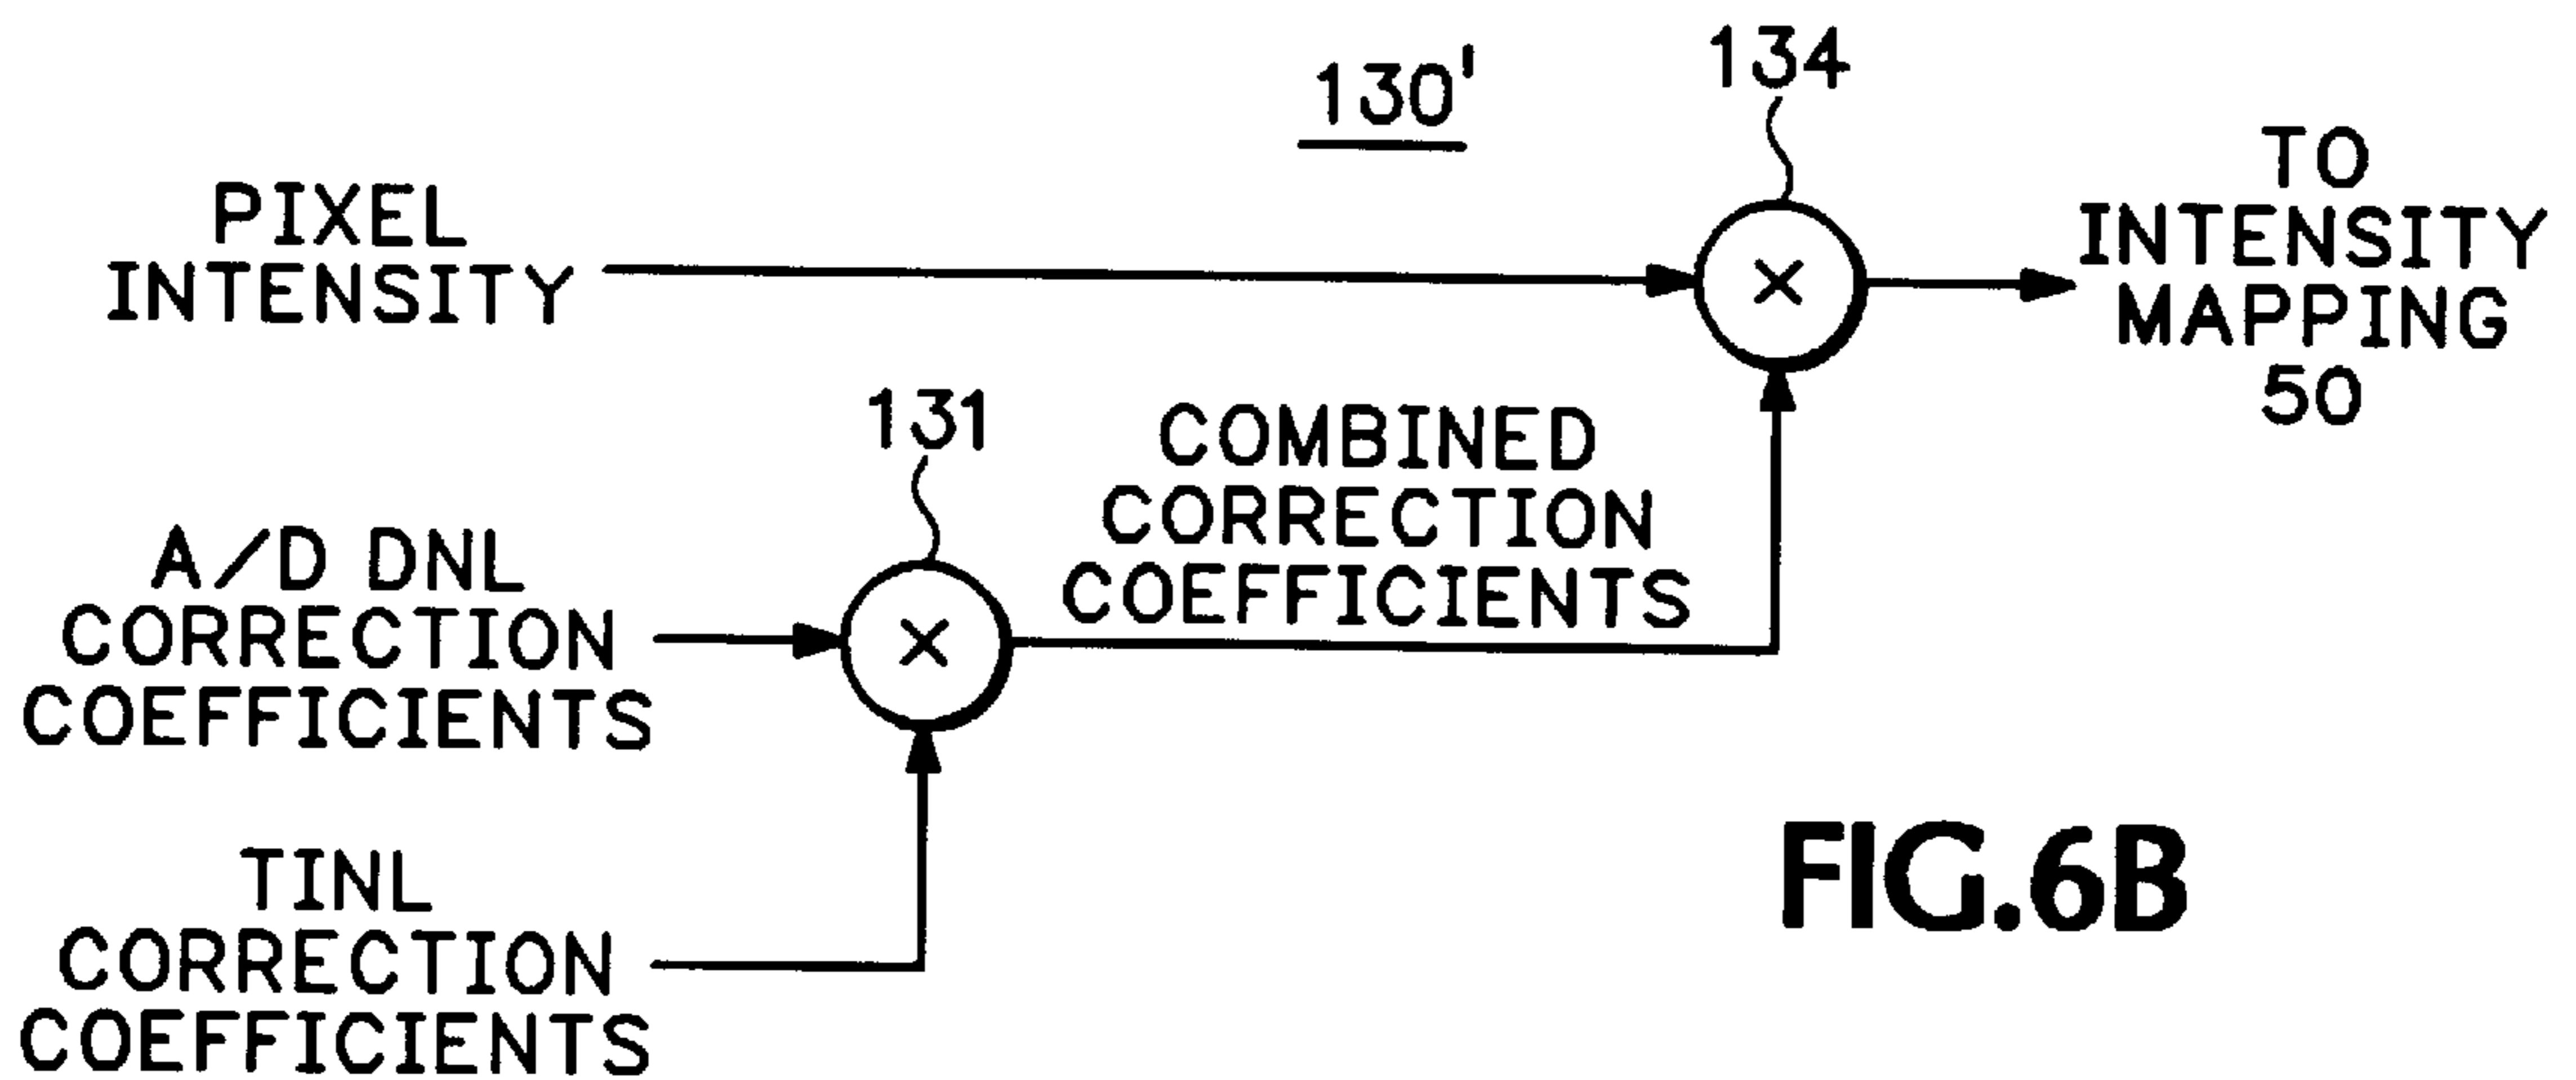 130'
134
PIXEL
INTENSITY
TO
INTENSITY
MAPPING
50
131
COMBINED
CORRECTION
COEFFICIENTS
A/D DNL
CORRECTION
COEFFICIENTS
TINL
CORRECTION
COEFFICIENTS
FIG.6B